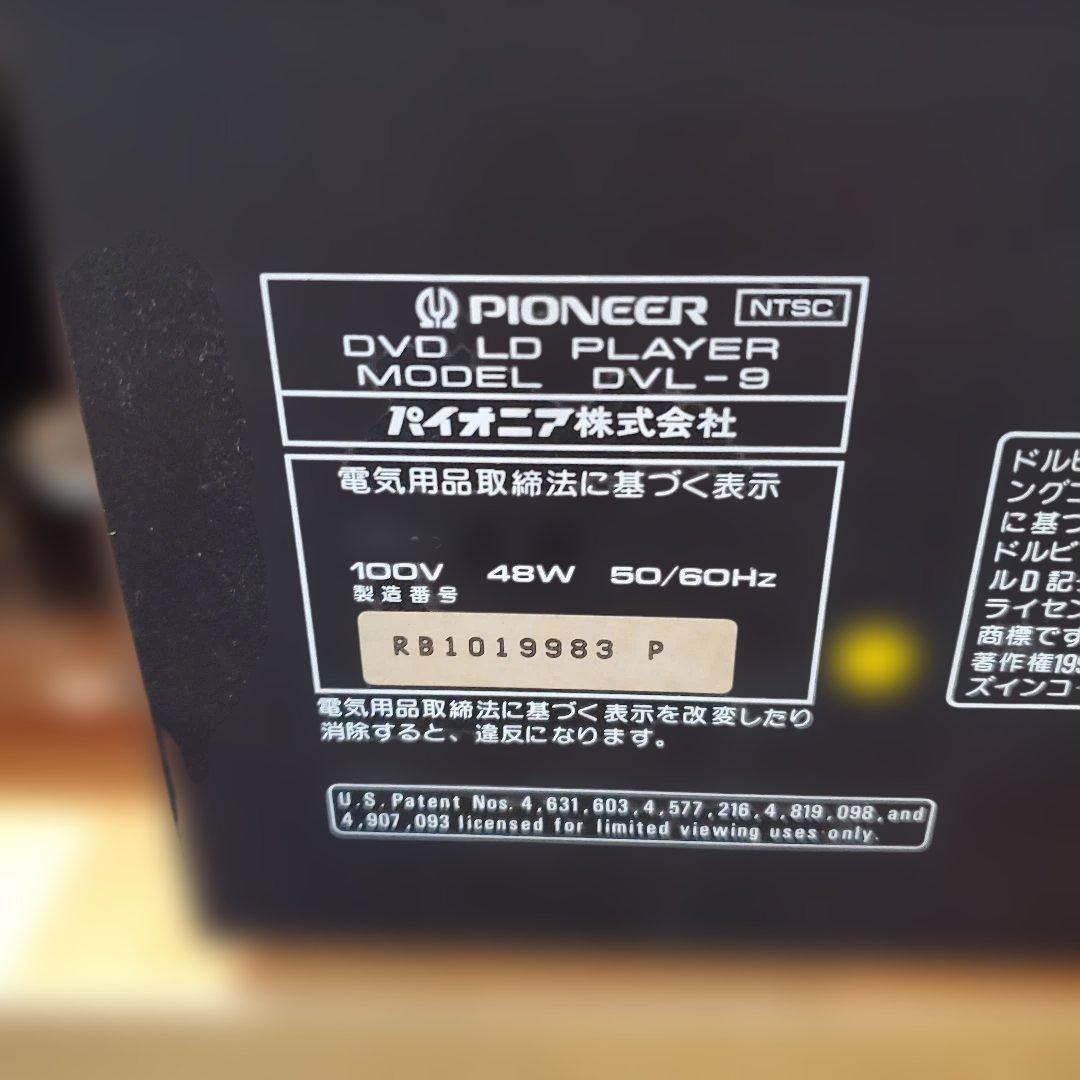 PIONEER NTSC
DVD LD PLAYER
MODEL DVL-9
パイオニア株式会社
電気用品取締法に基づく表示
100V 48W 50/60Hz
製造番号
RB1019983 P
電気用品取締法に基づく表示を改変したり
消除すると、違反になります。
U.S. Patent Nos. 4,631,603, 4,577,216, 4,819,098, and
4,907,093 licensed for limited viewing uses only.
ドルビ
ングコ
に基づ
ドルビ
ルD記
ライセン
商標です
著作権199
ズインコー